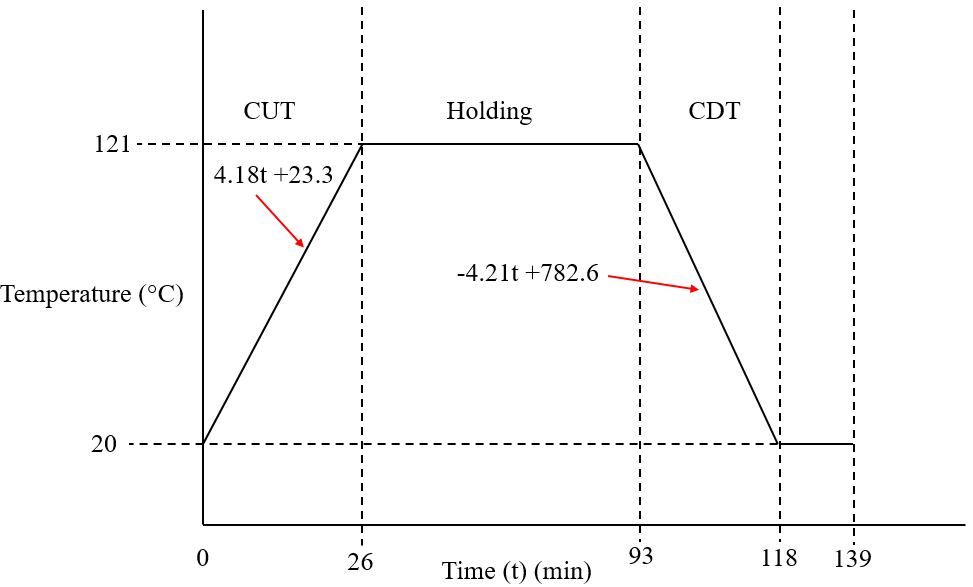 CUT
Holding
CDT
121
4.18t +23.3
-4.21t +782.6
Temperature (°C)
20
0
26
93
118
139
Time (t) (min)